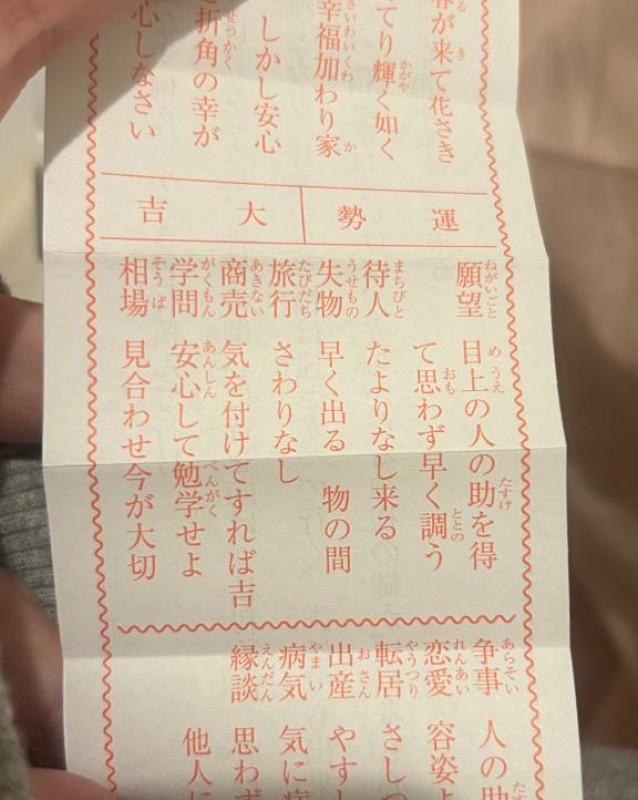 が来て花さき
てり輝く如く
幸福加わり家
しかし安心
折角の幸が
心しなさい
運勢 大吉
願望 目上の人の助を得
て思わず早く調う
待人 たよりなし来る
失物 早く出る 物の間
旅行 さわりなし
商売 気を付けてすれば吉
学問 安心して勉学せよ
相場 見合わせ今が大切
争事 人の助
恋愛 容姿よ
転居 さしつ
出産 やす
病気 気に
縁談 思わず
他人に